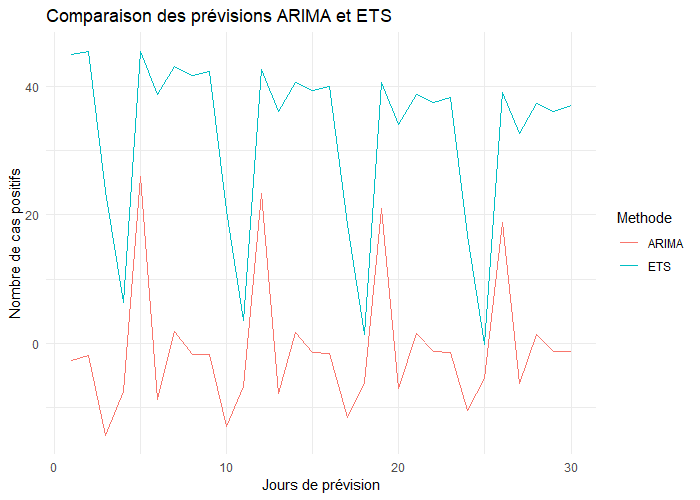 Comparaison des prévisions ARIMA et ETS
Nombre de cas positifs
40
20
0
0
10
20
30
Jours de prévision
Methode
ARIMA
ETS